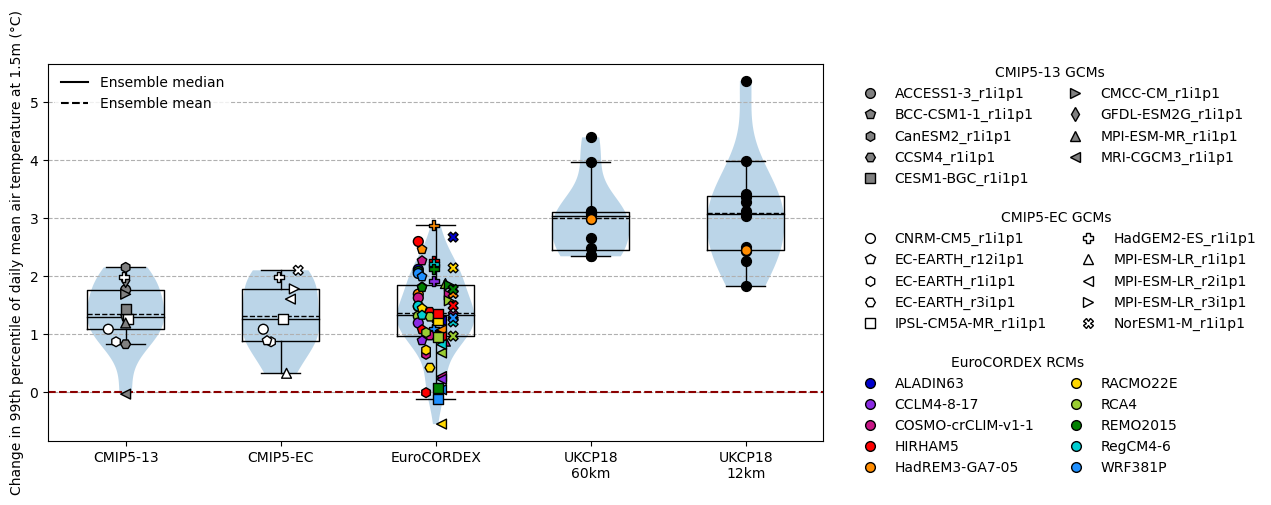 Change in 99th percentile of daily mean air temperature at 1.5m (°C)
5
4
3
2
1
0
Ensemble median
Ensemble mean
CMIP5-13
CMIP5-EC
EuroCORDEX
UKCP18
60km
UKCP18
12km
CMIP5-13 GCMs
ACCESS1-3_r1i1p1
BCC-CSM1-1_r1i1p1
CanESM2_r1i1p1
CCSM4_r1i1p1
CESM1-BGC_r1i1p1
CMCC-CM_r1i1p1
GFDL-ESM2G_r1i1p1
MPI-ESM-MR_r1i1p1
MRI-CGCM3_r1i1p1
CMIP5-EC GCMs
CNRM-CM5_r1i1p1
EC-EARTH_r12i1p1
EC-EARTH_r1i1p1
EC-EARTH_r3i1p1
IPSL-CM5A-MR_r1i1p1
HadGEM2-ES_r1i1p1
MPI-ESM-LR_r1i1p1
MPI-ESM-LR_r2i1p1
MPI-ESM-LR_r3i1p1
NorESM1-M_r1i1p1
EuroCORDEX RCMs
ALADIN63
CCLM4-8-17
COSMO-crCLIM-v1-1
HIRHAM5
HadREM3-GA7-05
RACMO22E
RCA4
REMO2015
RegCM4-6
WRF381P